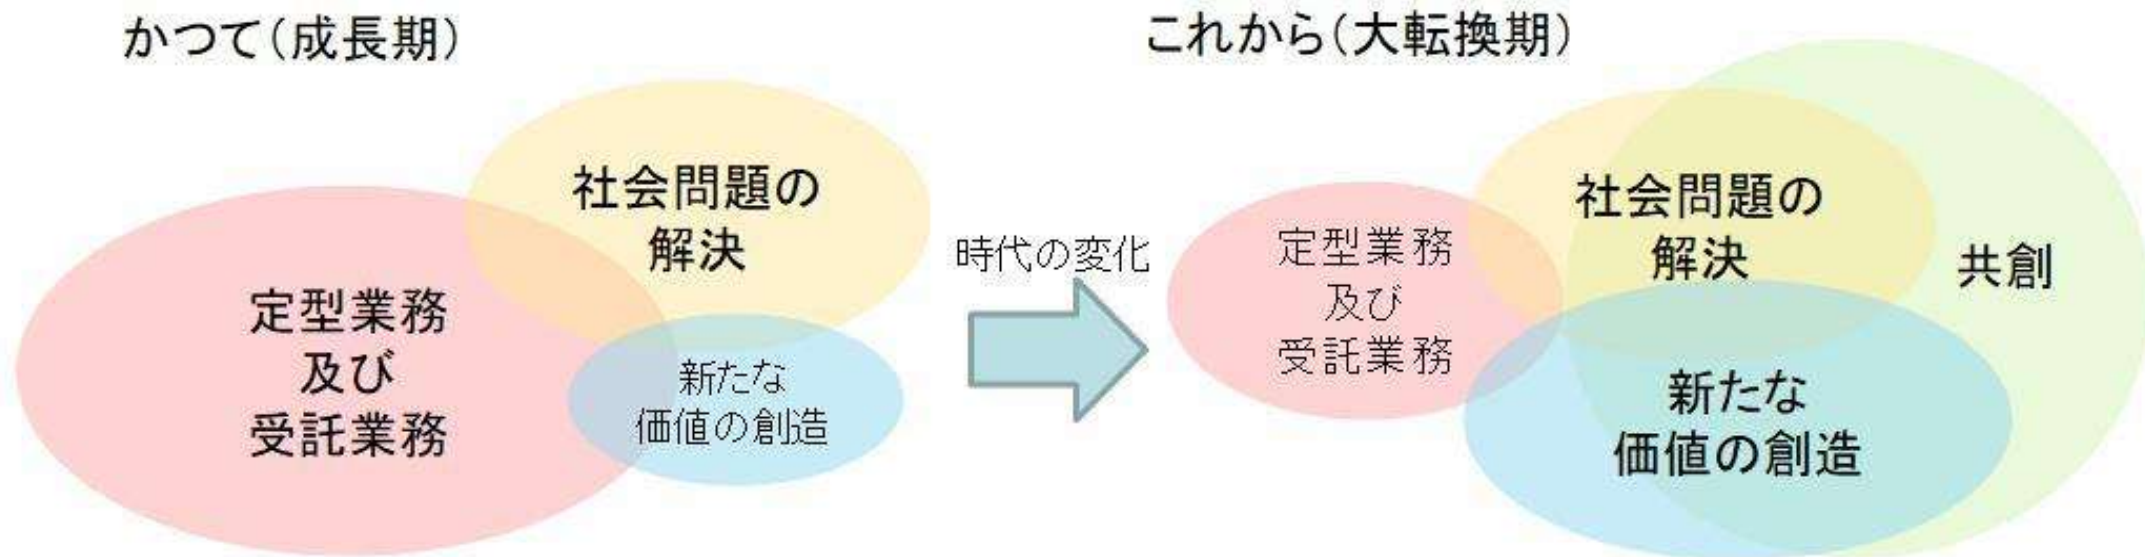 かつて(成長期)
社会問題の
解決
定型業務
及び
受託業務
新たな
価値の創造
時代の変化
これから(大転換期)
定型業務
及び
受託業務
社会問題の
解決
共創
新たな
価値の創造